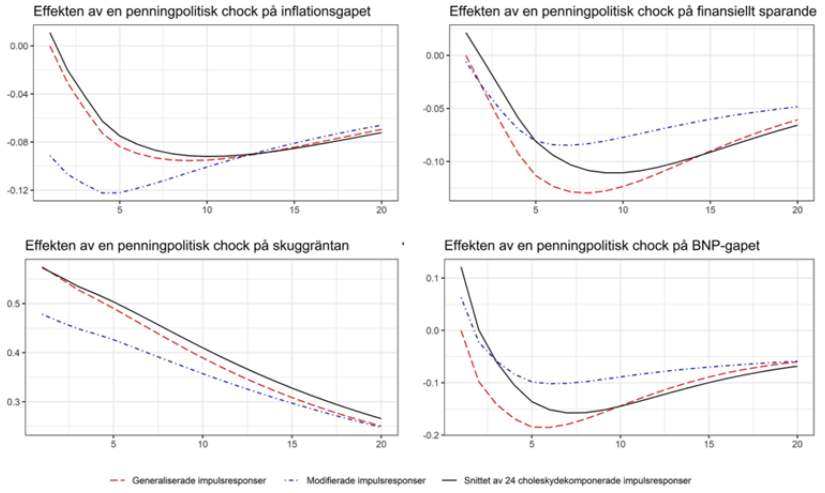 Effekten av en penningpolitisk chock på inflationsgapet
0.00
-0.04
-0.08
-0.12
5 10 15 20
Effekten av en penningpolitisk chock på finansiellt sparande
0.00
-0.05
-0.10
5 10 15 20
Effekten av en penningpolitisk chock på skuggräntan
0.5
0.4
0.3
5 10 15 20
Effekten av en penningpolitisk chock på BNP-gapet
0.1
0.0
-0.1
-0.2
5 10 15 20
Generaliserade impulsresponser Modifierade impulsresponser Snittet av 24 choleskydekomponerade impulsresponser